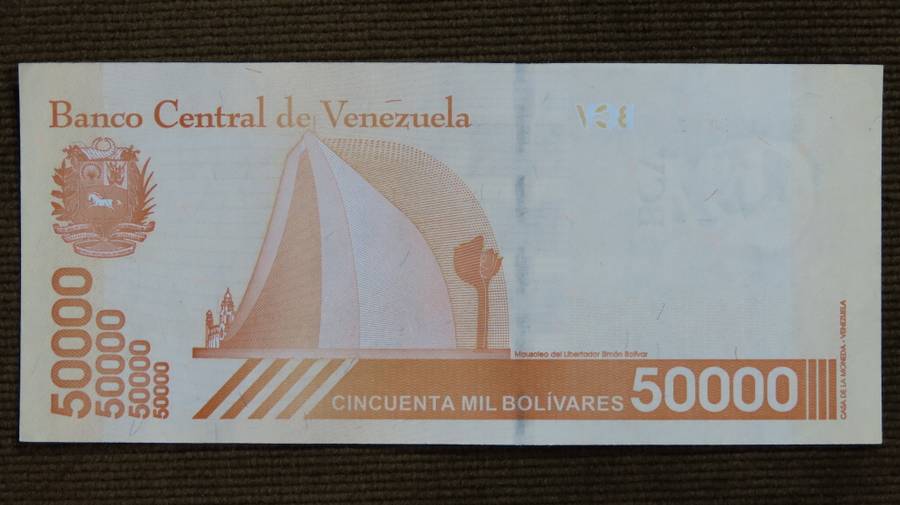 Banco Central de Venezuela
50000
50000
50000
50000
Mausoleo del Libertador Simón Bolívar
CINCUENTA MIL BOLÍVARES 50000
CASA DE LA MONEDA - VENEZUELA